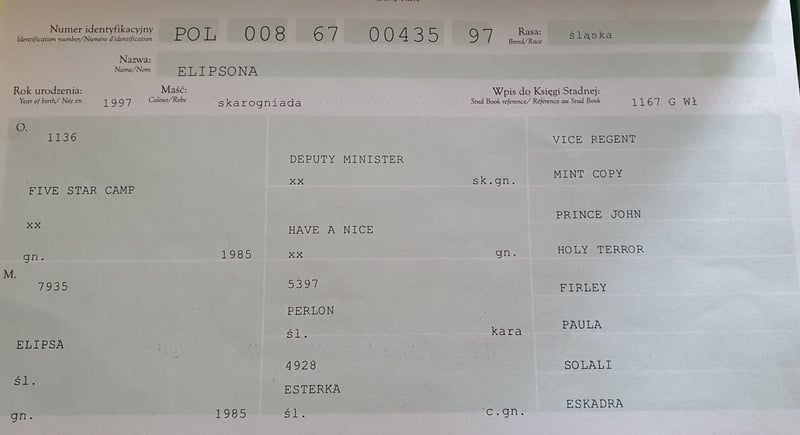 Numer identyfikacyjny POL 008 67 00435 97 Rasa: śląska
Identification number/Numéro d'identification Breed/Race
Nazwa: ELIPSONA
Name/Nom
Rok urodzenia: 1997 Maść: skarogniada Wpis do Księgi Stadnej: 1167 G Wł
Year of birth/ Née en Colour/Robe Stud Book reference/ Référence au Stud Book
O.
1136
FIVE STAR CAMP
xx
gn. 1985
DEPUTY MINISTER
xx sk.gn.
HAVE A NICE
xx gn.
VICE REGENT
MINT COPY
PRINCE JOHN
HOLY TERROR
M.
7935
ELIPSA
śl.
gn. 1985
5397
PERLON
śl. kara
4928
ESTERKA
śl. c.gn.
FIRLEY
PAULA
SOLALI
ESKADRA